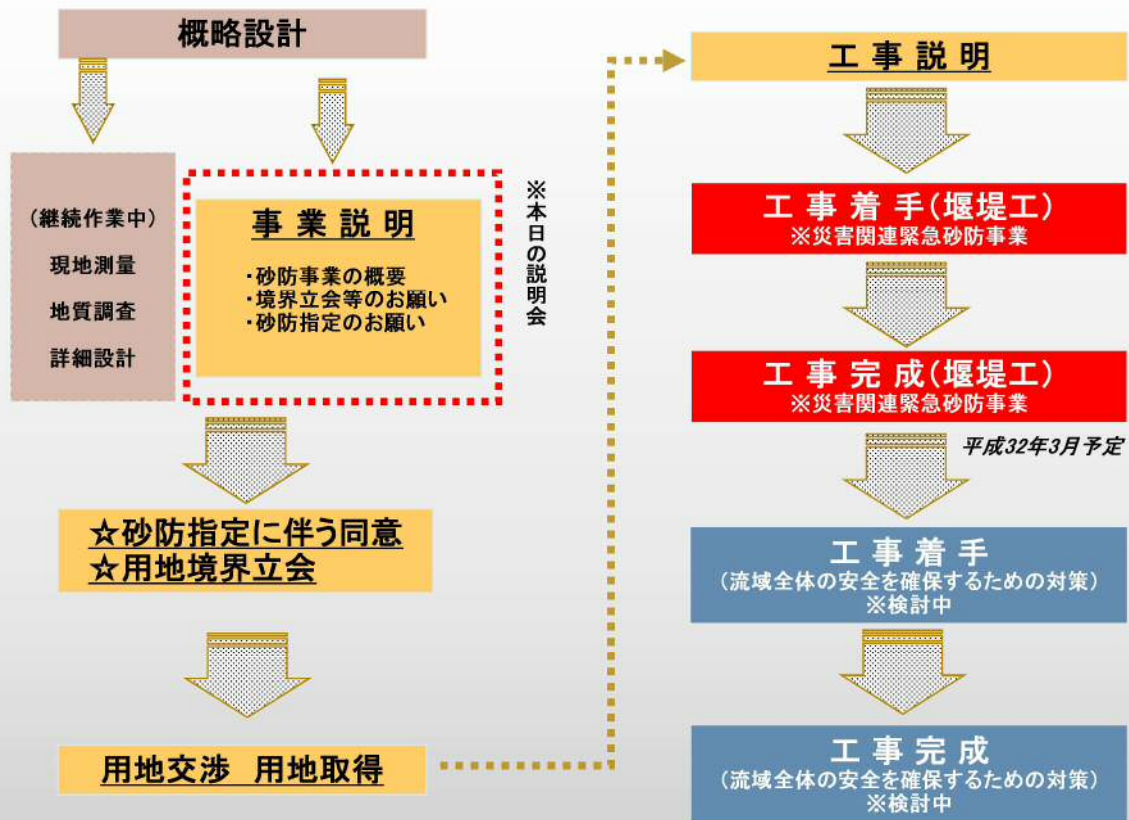 概略設計
(継続作業中)
現地測量
地質調査
詳細設計
事業説明
・砂防事業の概要
・境界立会等のお願い
・砂防指定のお願い
※本日の説明会
☆砂防指定に伴う同意
☆用地境界立会
用地交渉 用地取得
工事説明
工事着手(堰堤工)
※災害関連緊急砂防事業
工事完成(堰堤工)
※災害関連緊急砂防事業
平成32年3月予定
工事着手
(流域全体の安全を確保するための対策)
※検討中
工事完成
(流域全体の安全を確保するための対策)
※検討中